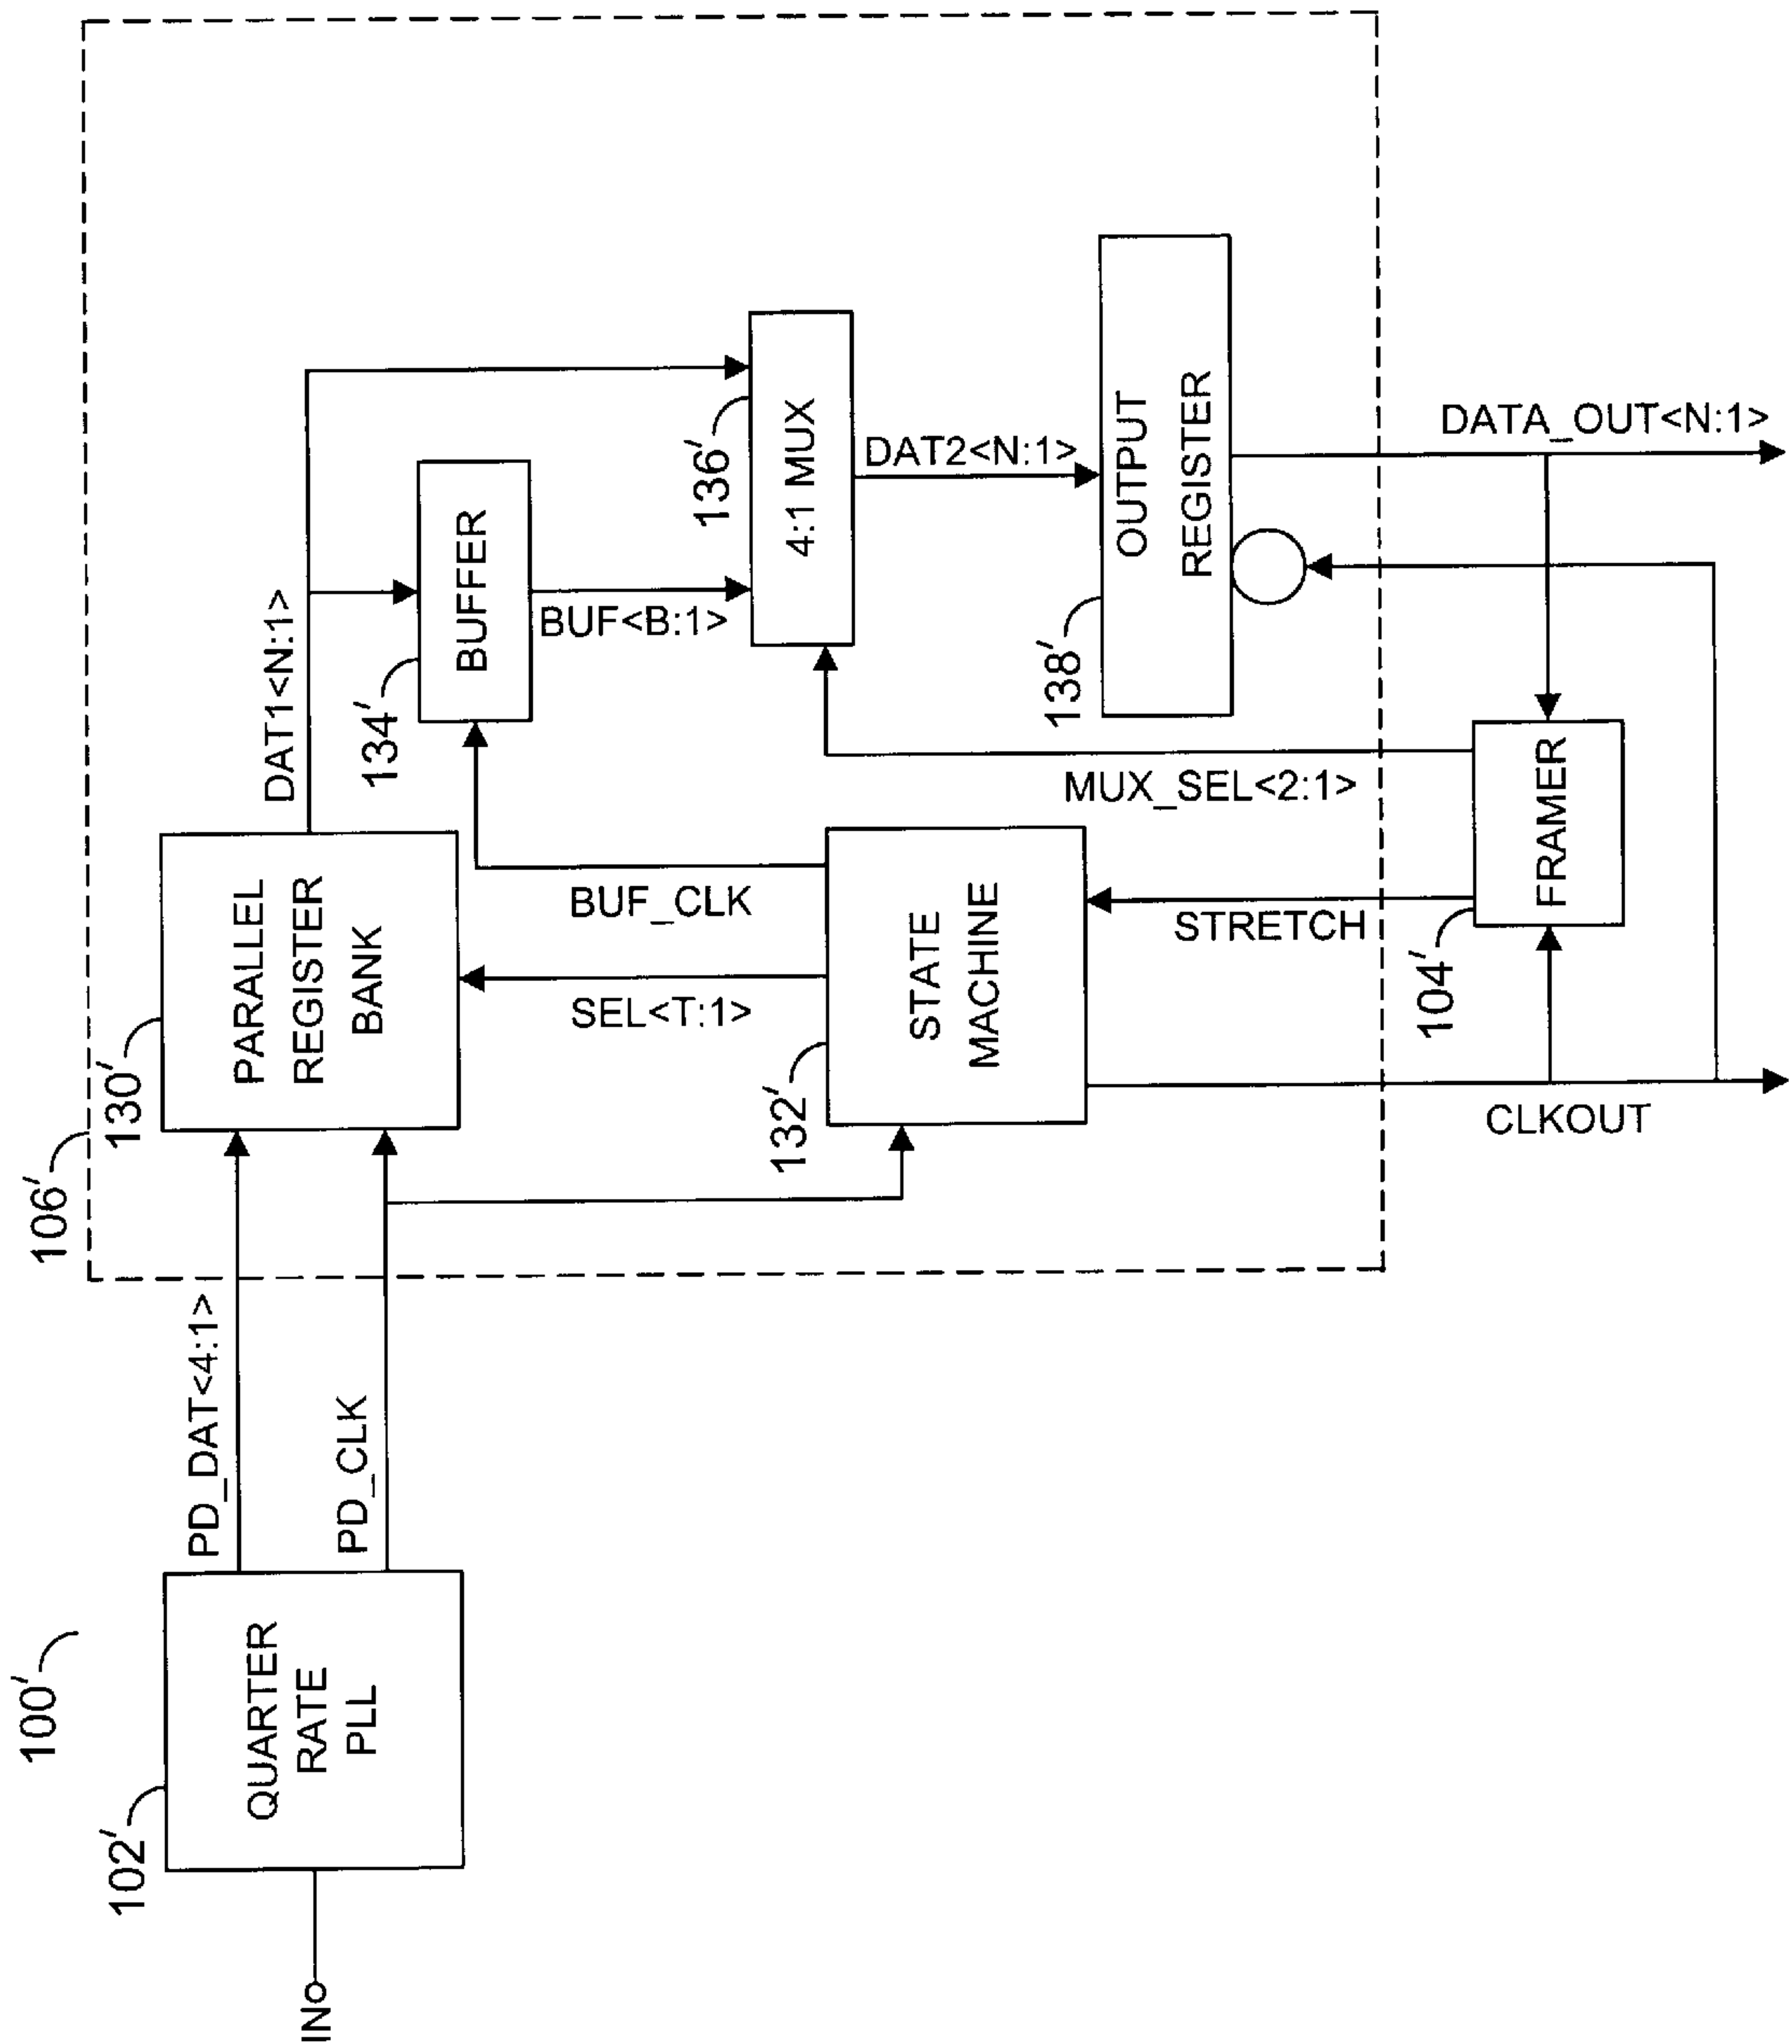 100′
IN
102′
QUARTER
RATE
PLL
PD_DAT<4:1>
PD_CLK
106′
130′
PARALLEL
REGISTER
BANK
DAT1<N:1>
134′
BUFFER
BUF<B:1>
BUF_CLK
SEL<T:1>
132′
STATE
MACHINE
136′
4:1 MUX
DAT2<N:1>
MUX_SEL<2:1>
STRETCH
138′
OUTPUT
REGISTER
104′
FRAMER
DATA_OUT<N:1>
CLKOUT